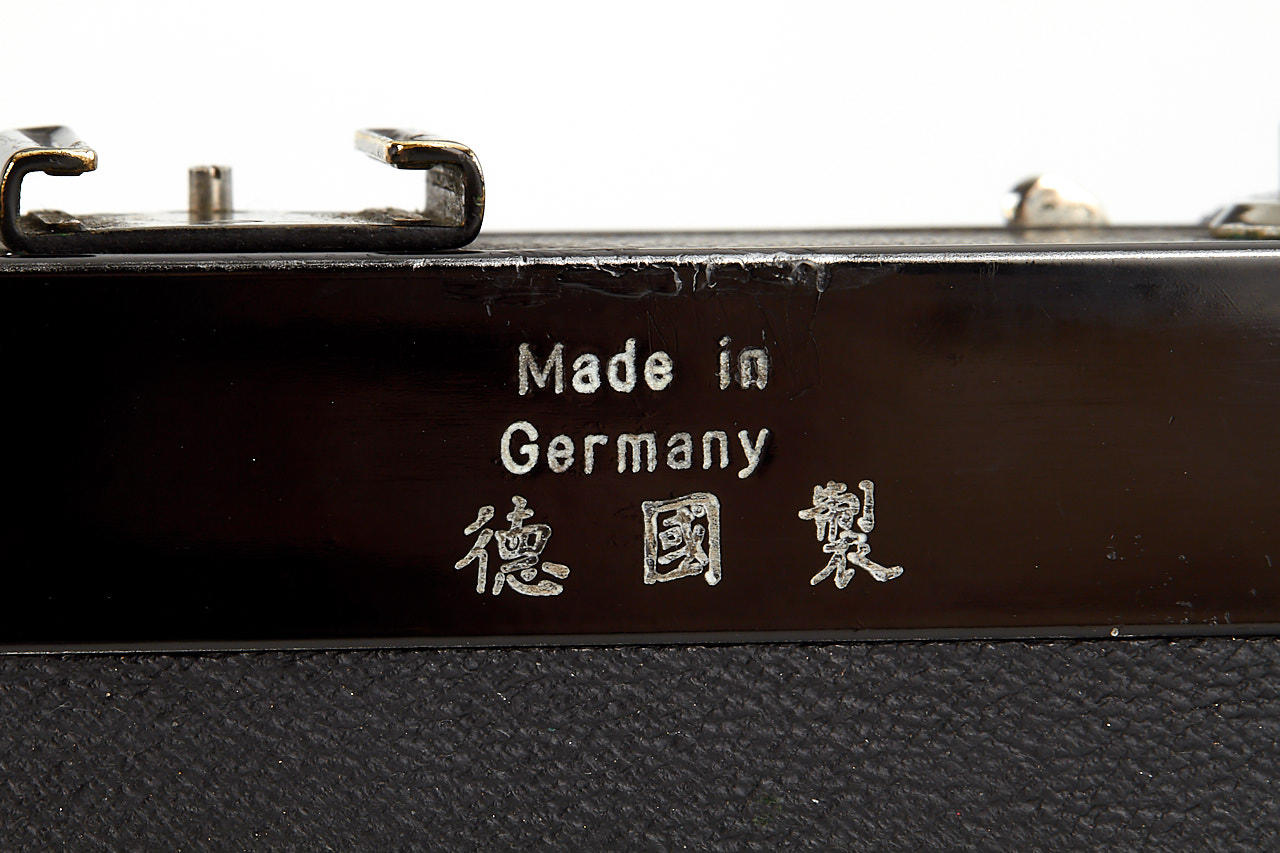 Made in
Germany
德國製